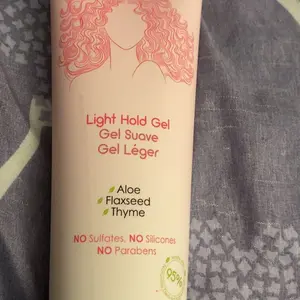 Light Hold Gel
Gel Suave
Gel Léger
Aloe
Flaxseed
Thyme
NO Sulfates, NO Silicones
NO Parabens